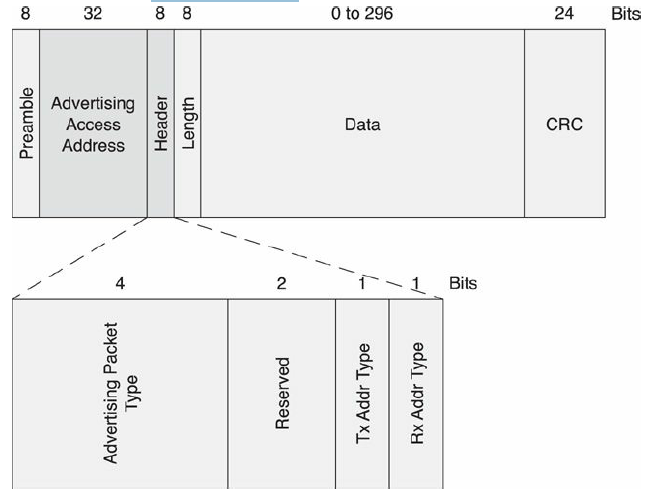 8 32 8 8 0 to 296 24 Bits
Preamble
Advertising
Access
Address
Header
Length
Data
CRC
4 2 1 1 Bits
Advertising Packet
Type
Reserved
Tx Addr Type
Rx Addr Type